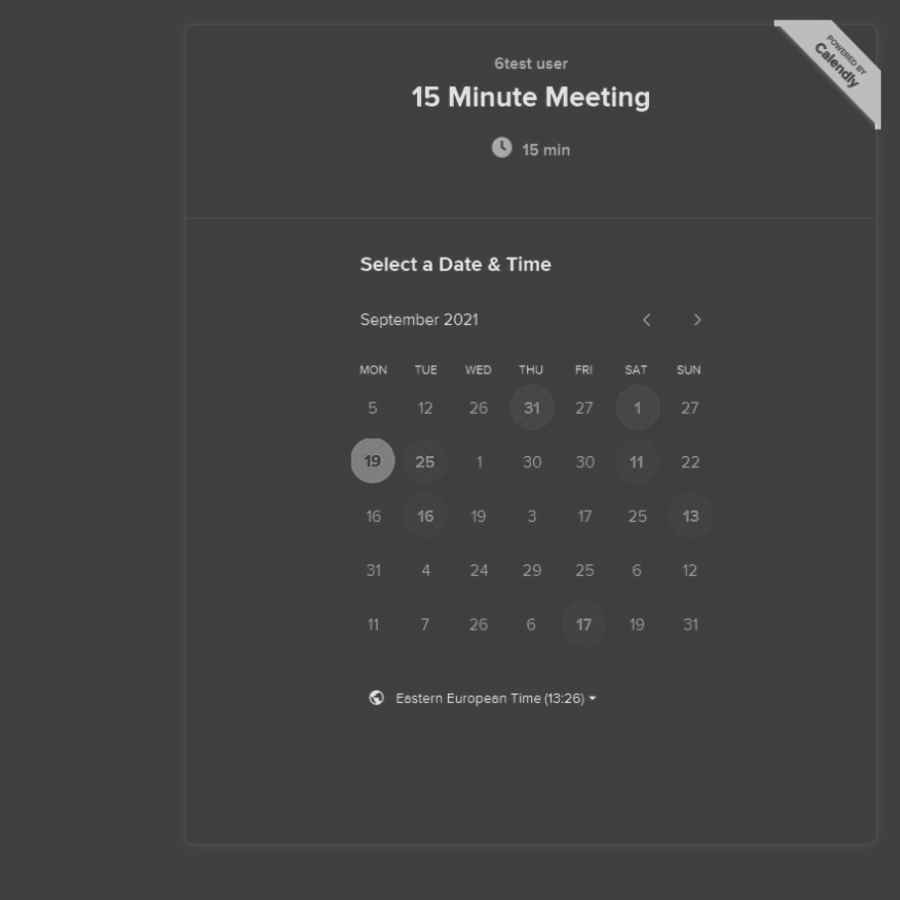 POWERED BY
Calendly
6test user
15 Minute Meeting
15 min
Select a Date & Time
September 2021
MON TUE WED THU FRI SAT SUN
5 12 26 31 27 1 27
19 25 1 30 30 11 22
16 16 19 3 17 25 13
31 4 24 29 25 6 12
11 7 26 6 17 19 31
Eastern European Time (13:26)